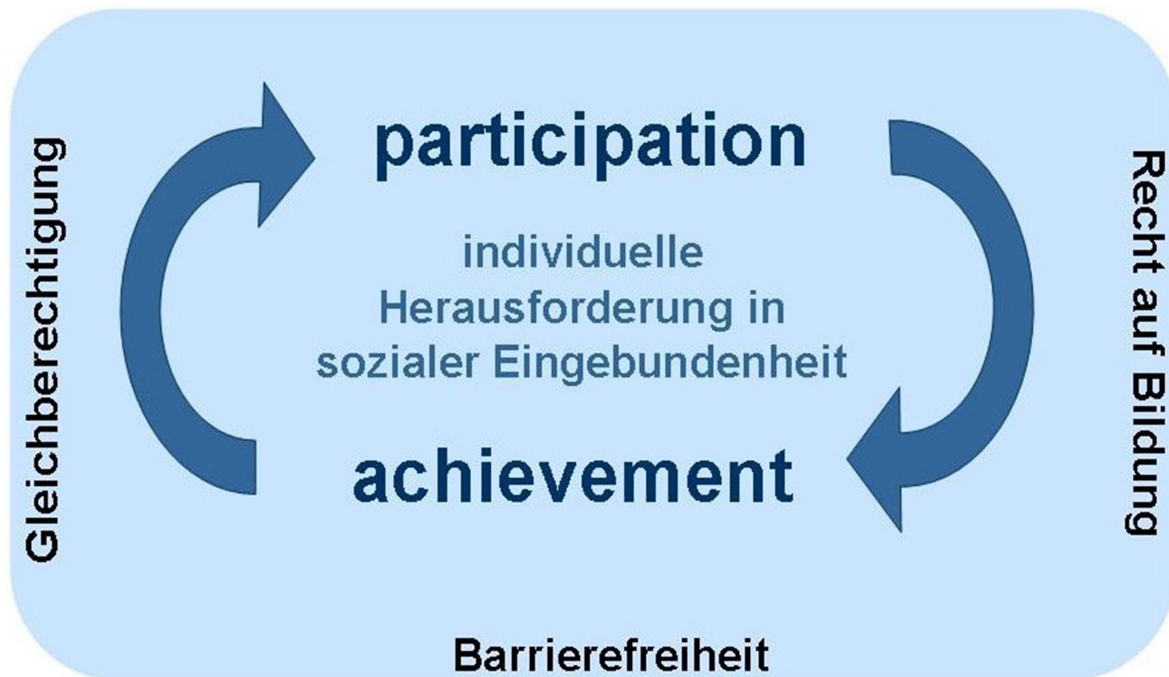 participation
individuelle
Herausforderung in
sozialer Eingebundenheit
achievement
Gleichberechtigung
Recht auf Bildung
Barrierefreiheit